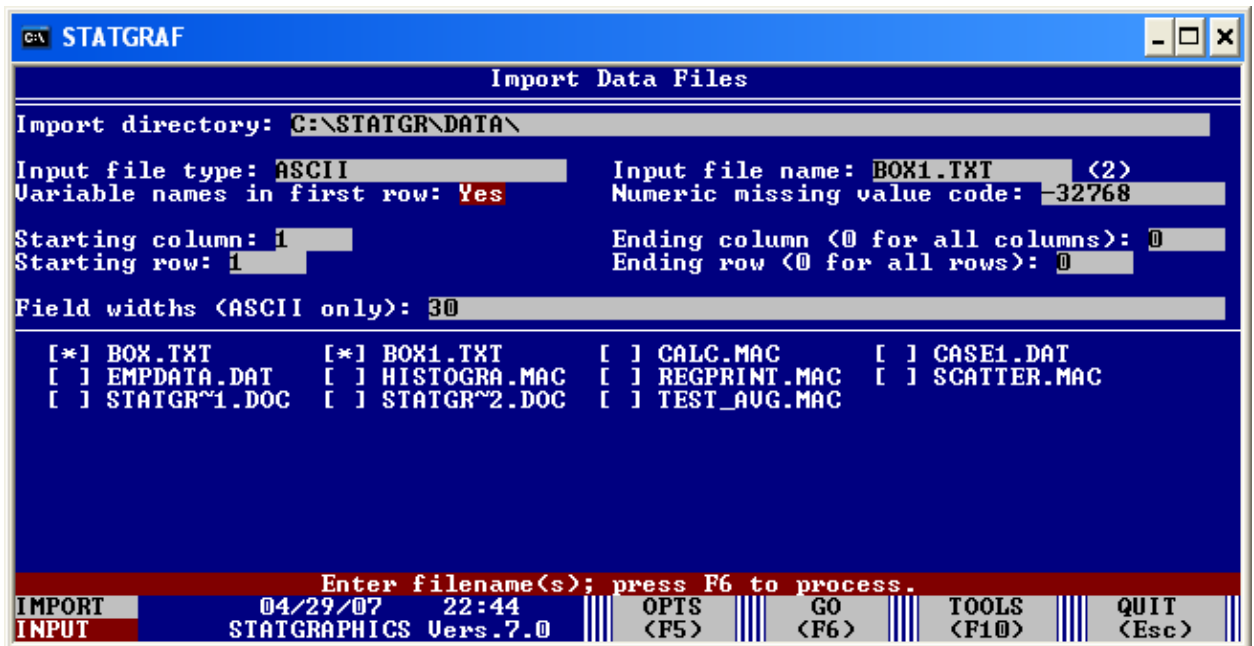 STATGRAF
Import Data Files
Import directory: C:\STATGR\DATA\
Input file type: ASCII Input file name: BOX1.TXT (2)
Variable names in first row: Yes Numeric missing value code: -32768
Starting column: 1 Ending column (0 for all columns): 0
Starting row: 1 Ending row (0 for all rows): 0
Field widths (ASCII only): 30
[*] BOX.TXT [*] BOX1.TXT [ ] CALC.MAC [ ] CASE1.DAT
[ ] EMPDATA.DAT [ ] HISTOGRA.MAC [ ] REGPRINT.MAC [ ] SCATTER.MAC
[ ] STATGR~1.DOC [ ] STATGR~2.DOC [ ] TEST_AVG.MAC
Enter filename(s); press F6 to process.
IMPORT 04/29/07 22:44 OPTS GO TOOLS QUIT
INPUT STATGRAPHICS Vers.7.0 (F5) (F6) (F10) (Esc)